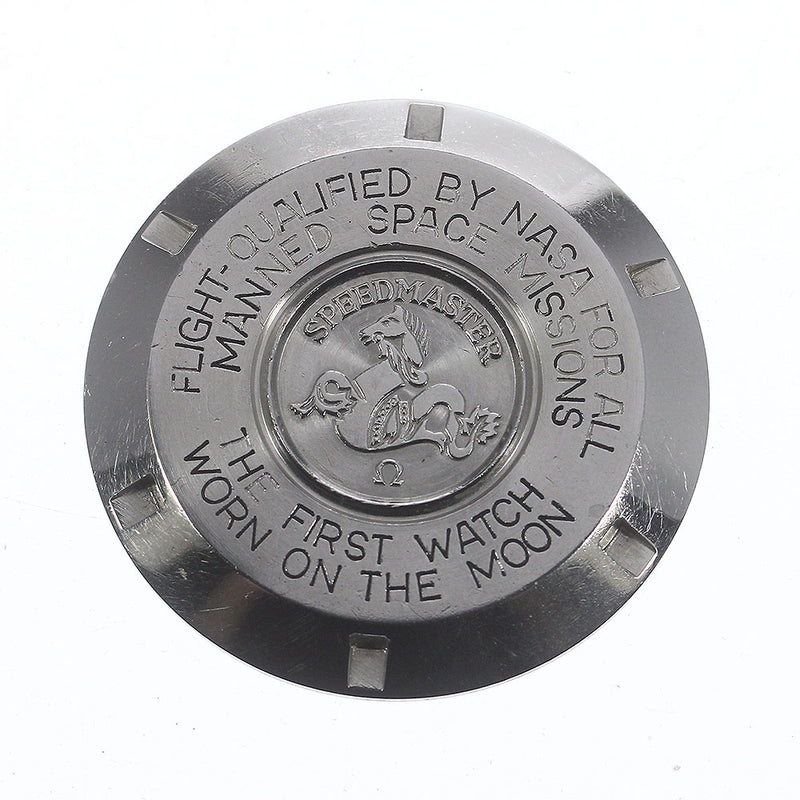 FLIGHT-QUALIFIED BY NASA FOR ALL
MANNED SPACE MISSIONS
SPEEDMASTER
Ω
THE FIRST WATCH
WORN ON THE MOON